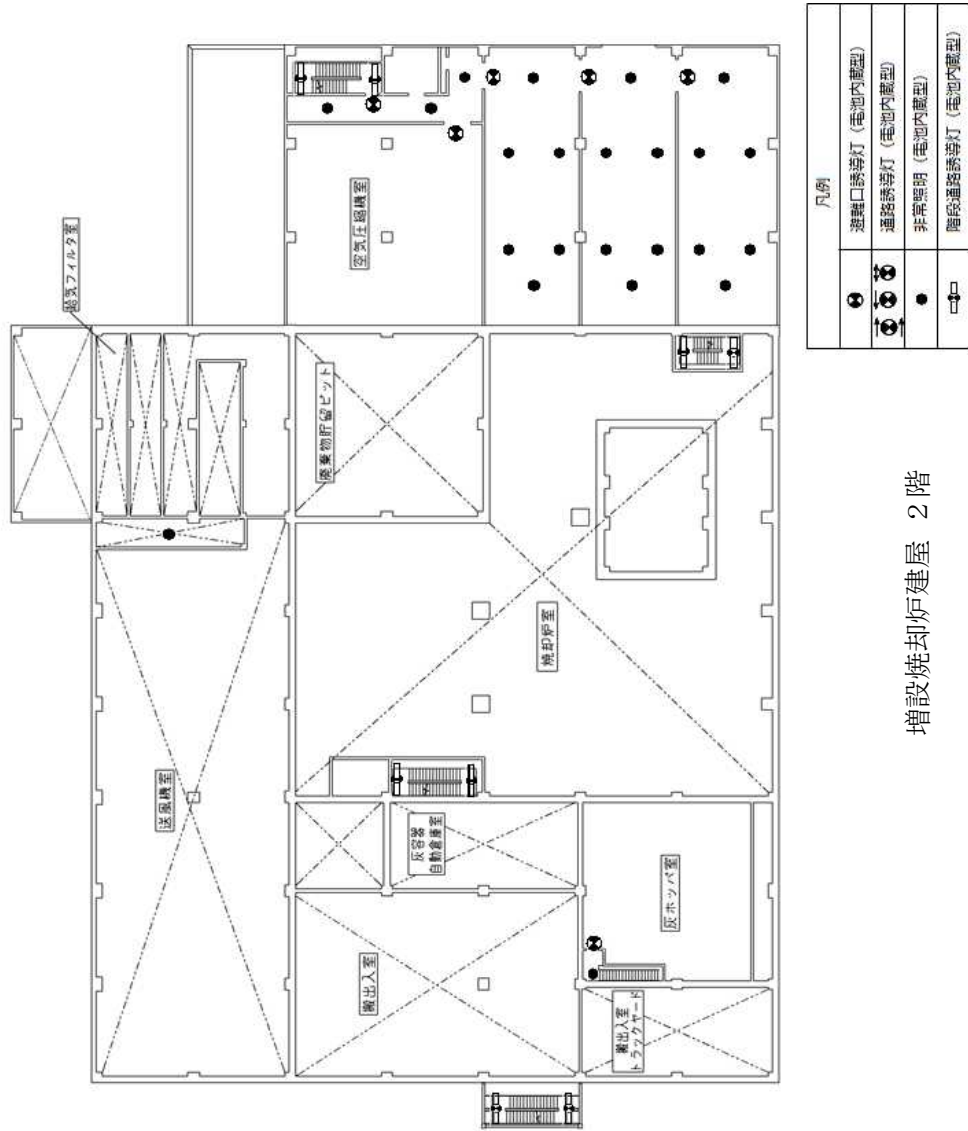 給気フィルタ室
空気圧縮機室
廃棄物貯留ピット
送風機室
焼却炉室
灰容器
自動倉庫室
搬出入室
灰ホッパ室
搬出入室
トラックヤード
凡例
避難口誘導灯（電池内蔵型）
通路誘導灯（電池内蔵型）
非常照明（電池内蔵型）
階段通路誘導灯（電池内蔵型）
増設焼却炉建屋 2階